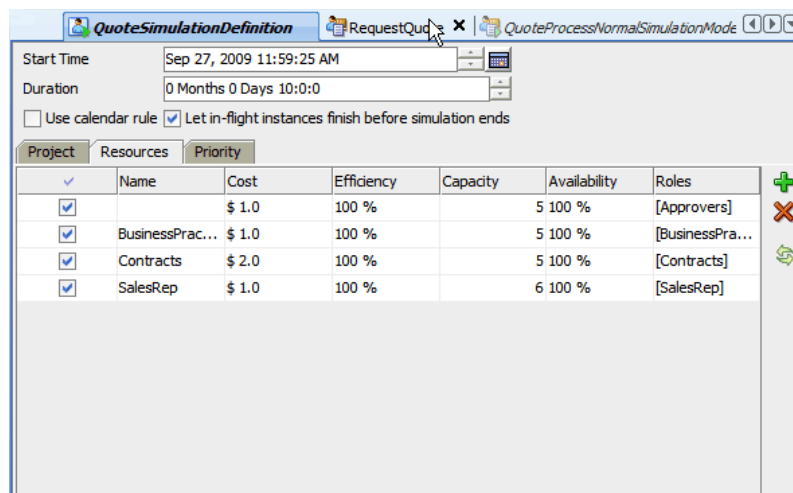 QuoteSimulationDefinition RequestQuote QuoteProcessNormalSimulationMode
Start Time Sep 27, 2009 11:59:25 AM
Duration 0 Months 0 Days 10:0:0
Use calendar rule Let in-flight instances finish before simulation ends
Project Resources Priority
Name Cost Efficiency Capacity Availability Roles
$ 1.0 100 % 5 100 % [Approvers]
BusinessPrac... $ 1.0 100 % 5 100 % [BusinessPra...
Contracts $ 2.0 100 % 5 100 % [Contracts]
SalesRep $ 1.0 100 % 6 100 % [SalesRep]